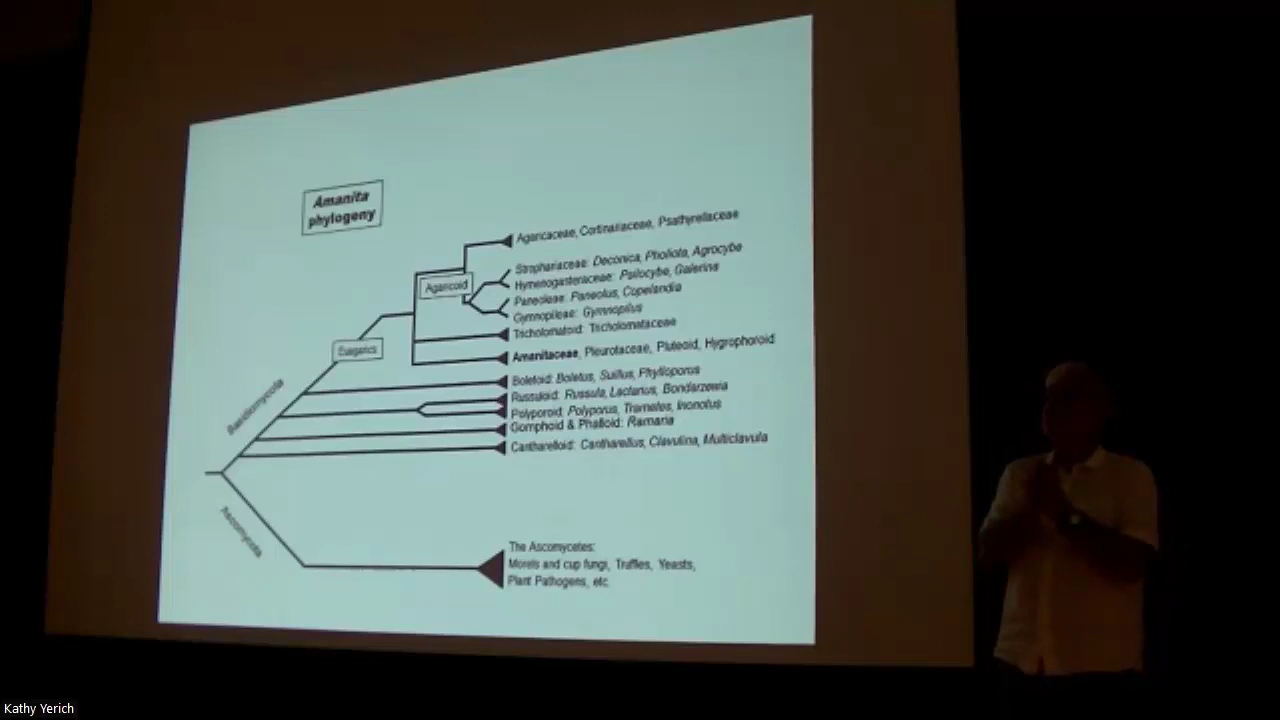 Amanita
phylogeny
Agaricaceae, Cortinariaceae, Psathyrellaceae
Agaricoid
Strophariaceae: Deconica, Pholiota, Agrocybe
Hymenogasteraceae: Psilocybe, Galerina
Panaeoleae: Panaeolus, Copelandia
Gymnopileae: Gymnopilus
Tricholomatoid: Tricholomataceae
Euagarics
Amanitaceae, Pleurotaceae, Pluteoid, Hygrophoroid
Boletoid: Boletus, Suillus, Phylloporus
Russuloid: Russula, Lactarius, Bondarzewia
Polyporoid: Polyporus, Trametes, Inonotus
Gomphoid & Phalloid: Ramaria
Cantharelloid: Cantharellus, Clavulina, Multiclavula
Basidiomycota
Ascomycota
The Ascomycetes:
Morels and cup fungi, Truffles, Yeasts,
Plant Pathogens, etc.
Kathy Yerich